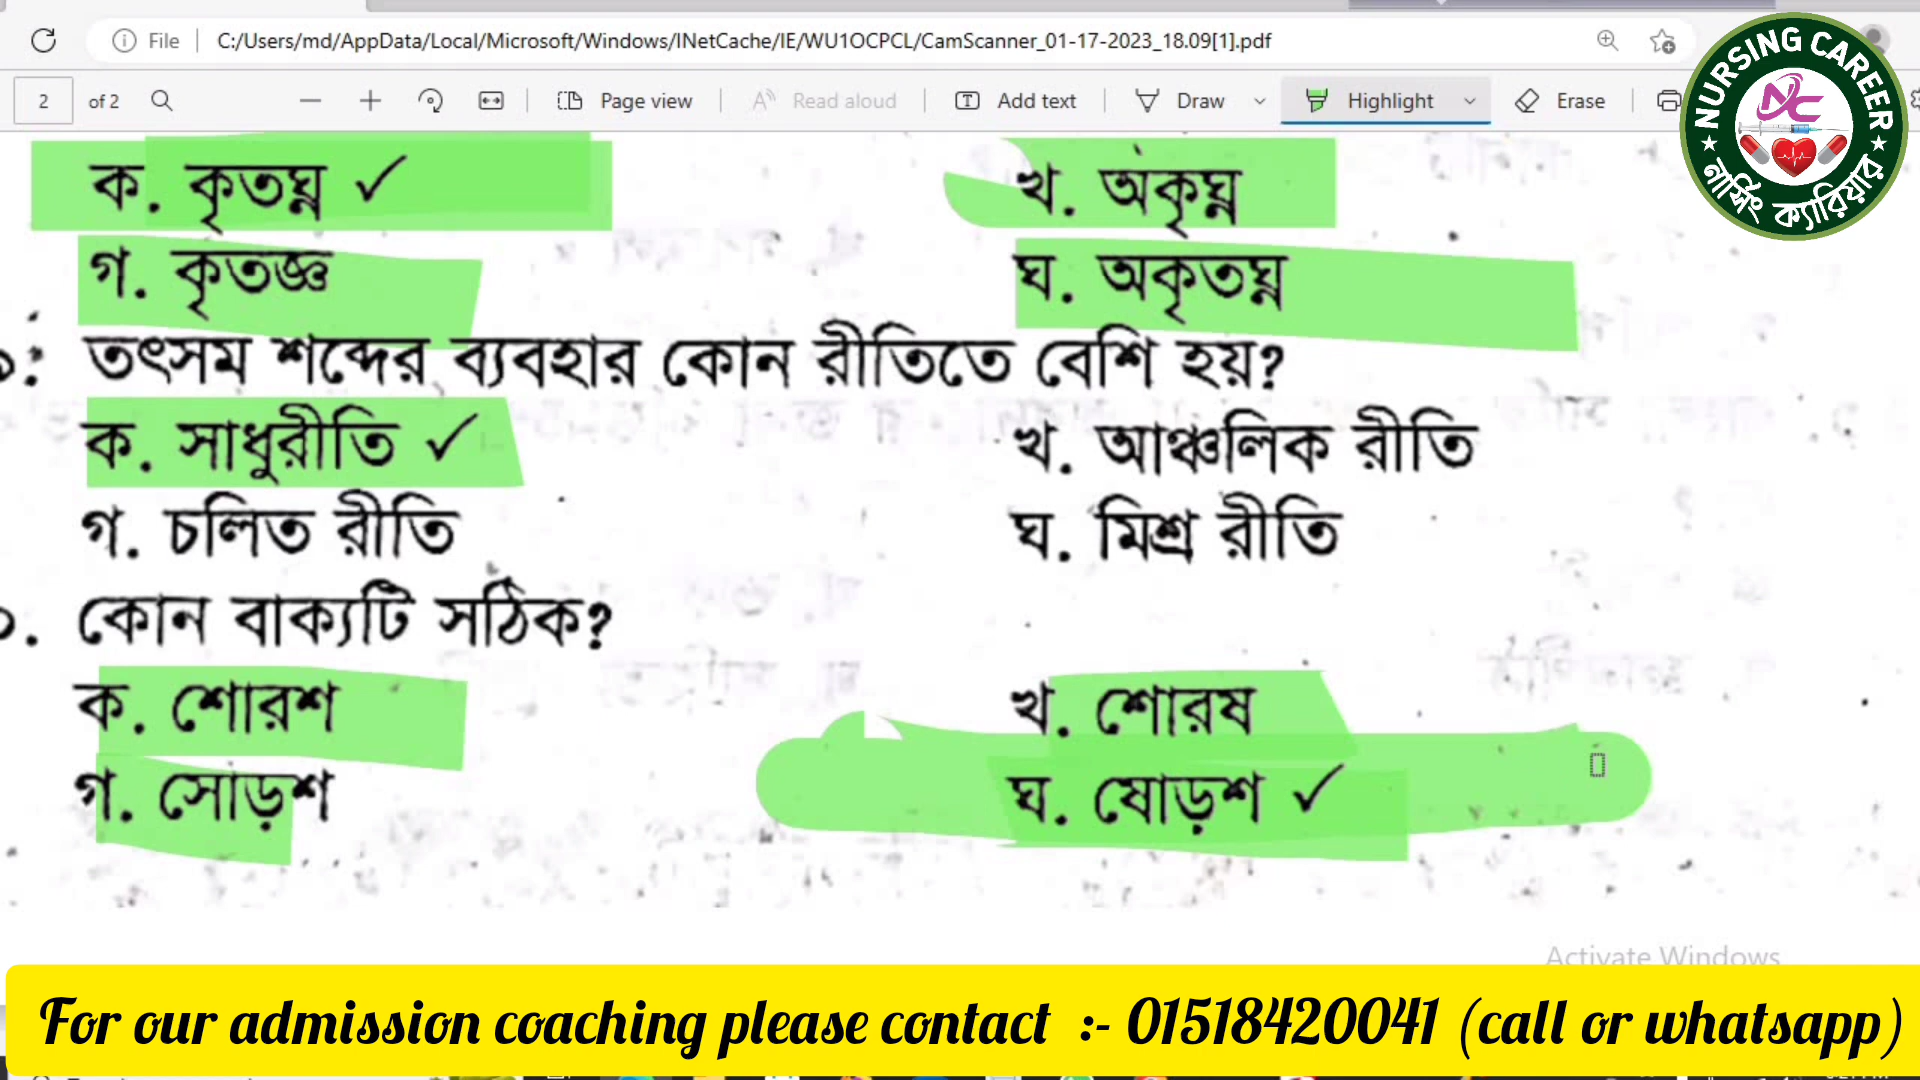 File C:/Users/md/AppData/Local/Microsoft/Windows/INetCache/IE/WU1OCPCL/CamScanner_01-17-2023_18.09[1].pdf
2 of 2 Page view Read aloud Add text Draw Highlight Erase
NURSING CAREER
NC
নার্সিং ক্যারিয়ার
ক. কৃতঘ্ন ✓ খ. অকৃঘ্ন
গ. কৃতজ্ঞ ঘ. অকৃতঘ্ন
তৎসম শব্দের ব্যবহার কোন রীতিতে বেশি হয়?
ক. সাধুরীতি ✓ খ. আঞ্চলিক রীতি
গ. চলিত রীতি ঘ. মিশ্র রীতি
কোন বাক্যটি সঠিক?
ক. শোরশ খ. শোরষ
গ. সোড়শ ঘ. ষোড়শ ✓
Activate Windows
For our admission coaching please contact :- 01518420041 (call or whatsapp)